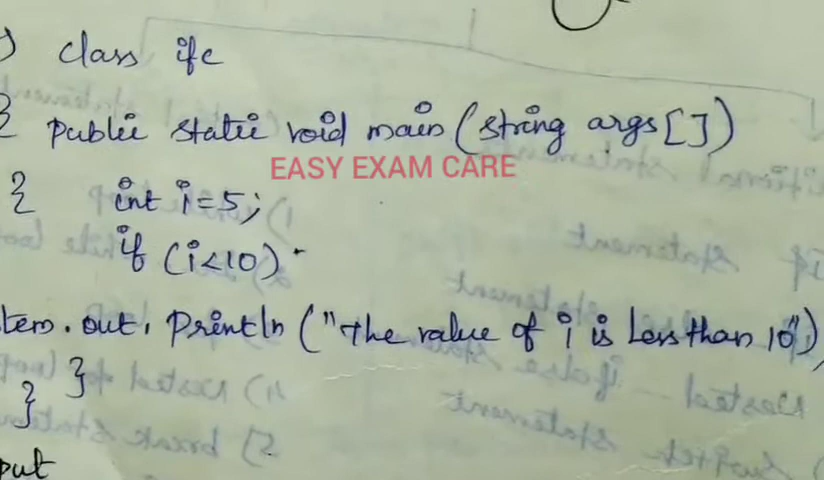 class ifc
{ public static void main (string args[])
EASY EXAM CARE
{ int i=5;
if (i<10)
tem.out. println ("the value of i is less than 10")
}
}
put